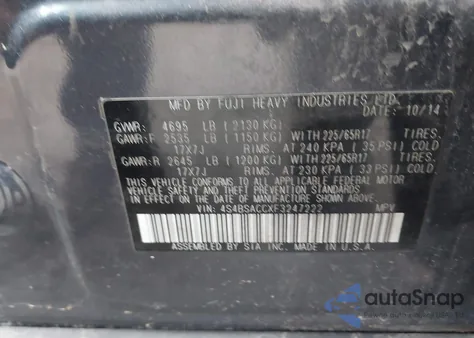 MFD BY FUJI HEAVY INDUSTRIES LTD.
DATE: 10/14
GVWR: 4695 LB (2130 KG)
GAWR:F 2535 LB (1150 KG) WITH 225/65R17 TIRES.
17X7J RIMS. AT 240 KPA (35 PSI) COLD
GAWR:R 2645 LB (1200 KG) WITH 225/65R17 TIRES.
17X7J RIMS. AT 230 KPA (33 PSI) COLD
THIS VEHICLE CONFORMS TO ALL APPLICABLE FEDERAL MOTOR
VEHICLE SAFETY, BUMPER, AND THEFT PREVENTION STANDARDS
IN EFFECT ON THE DATE OF MANUFACTURE SHOWN ABOVE.
VIN: 4S4BSACCXF3247222 MPV
ASSEMBLED BY SIA INC. MADE IN U.S.A.
autoSnap